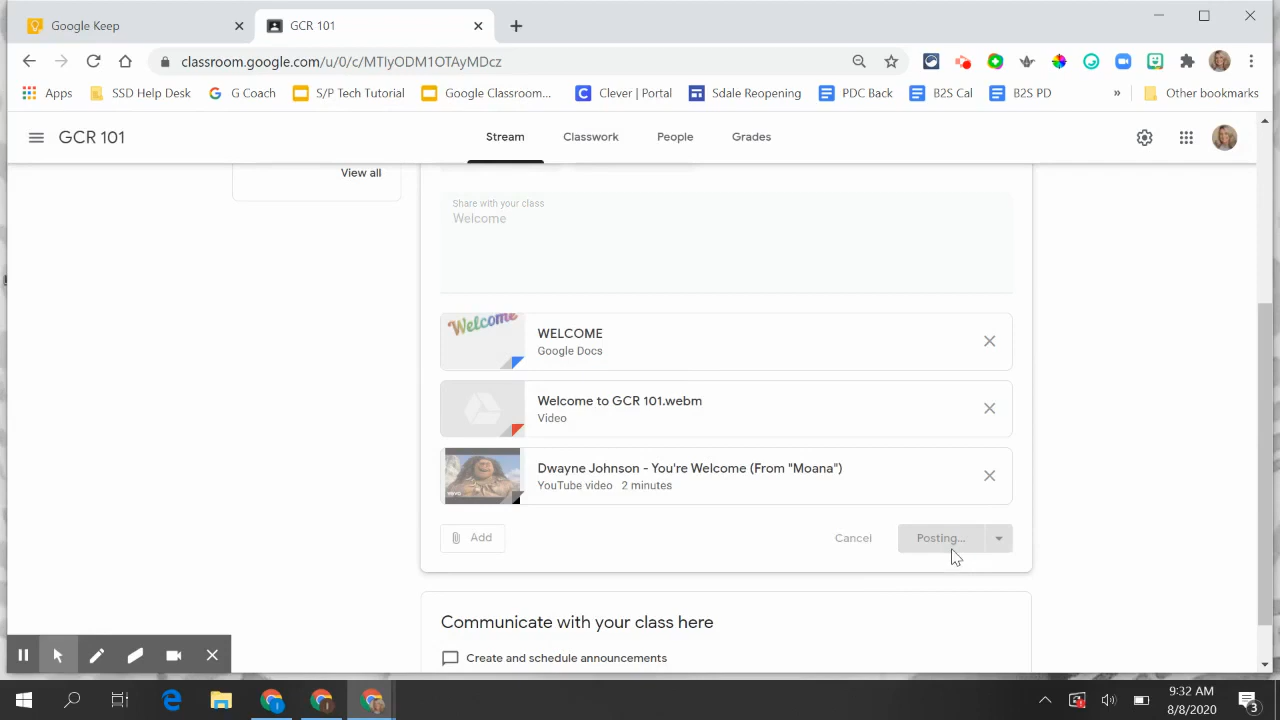 Google Keep
GCR 101
classroom.google.com/u/0/c/MTIyODM1OTAyMDcz
Apps
SSD Help Desk
G Coach
S/P Tech Tutorial
Google Classroom...
Clever | Portal
Sdale Reopening
PDC Back
B2S Cal
B2S PD
»
Other bookmarks
GCR 101
Stream
Classwork
People
Grades
View all
Share with your class
Welcome
Welcome
WELCOME
Google Docs
Welcome to GCR 101.webm
Video
Dwayne Johnson - You're Welcome (From "Moana")
YouTube video 2 minutes
Add
Cancel
Posting...
Communicate with your class here
Create and schedule announcements
9:32 AM
8/8/2020
3